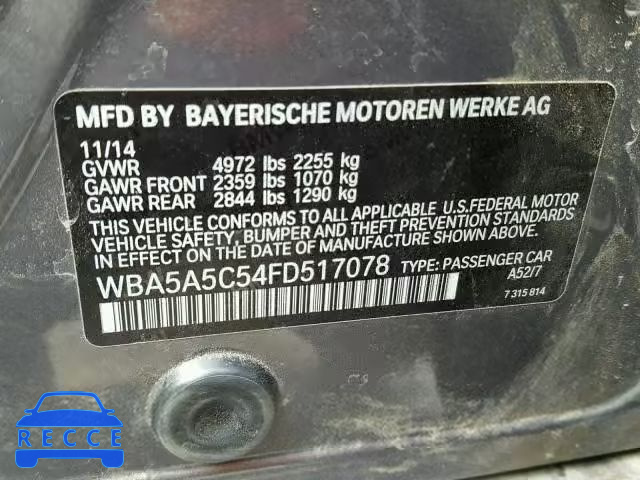 MFD BY BAYERISCHE MOTOREN WERKE AG
11/14
GVWR 4972 lbs 2255 kg
GAWR FRONT 2359 lbs 1070 kg
GAWR REAR 2844 lbs 1290 kg
THIS VEHICLE CONFORMS TO ALL APPLICABLE U.S.FEDERAL MOTOR
VEHICLE SAFETY, BUMPER AND THEFT PREVENTION STANDARDS
IN EFFECT ON THE DATE OF MANUFACTURE SHOWN ABOVE.
WBA5A5C54FD517078 TYPE: PASSENGER CAR
A52/7
7 315 814
RECCE